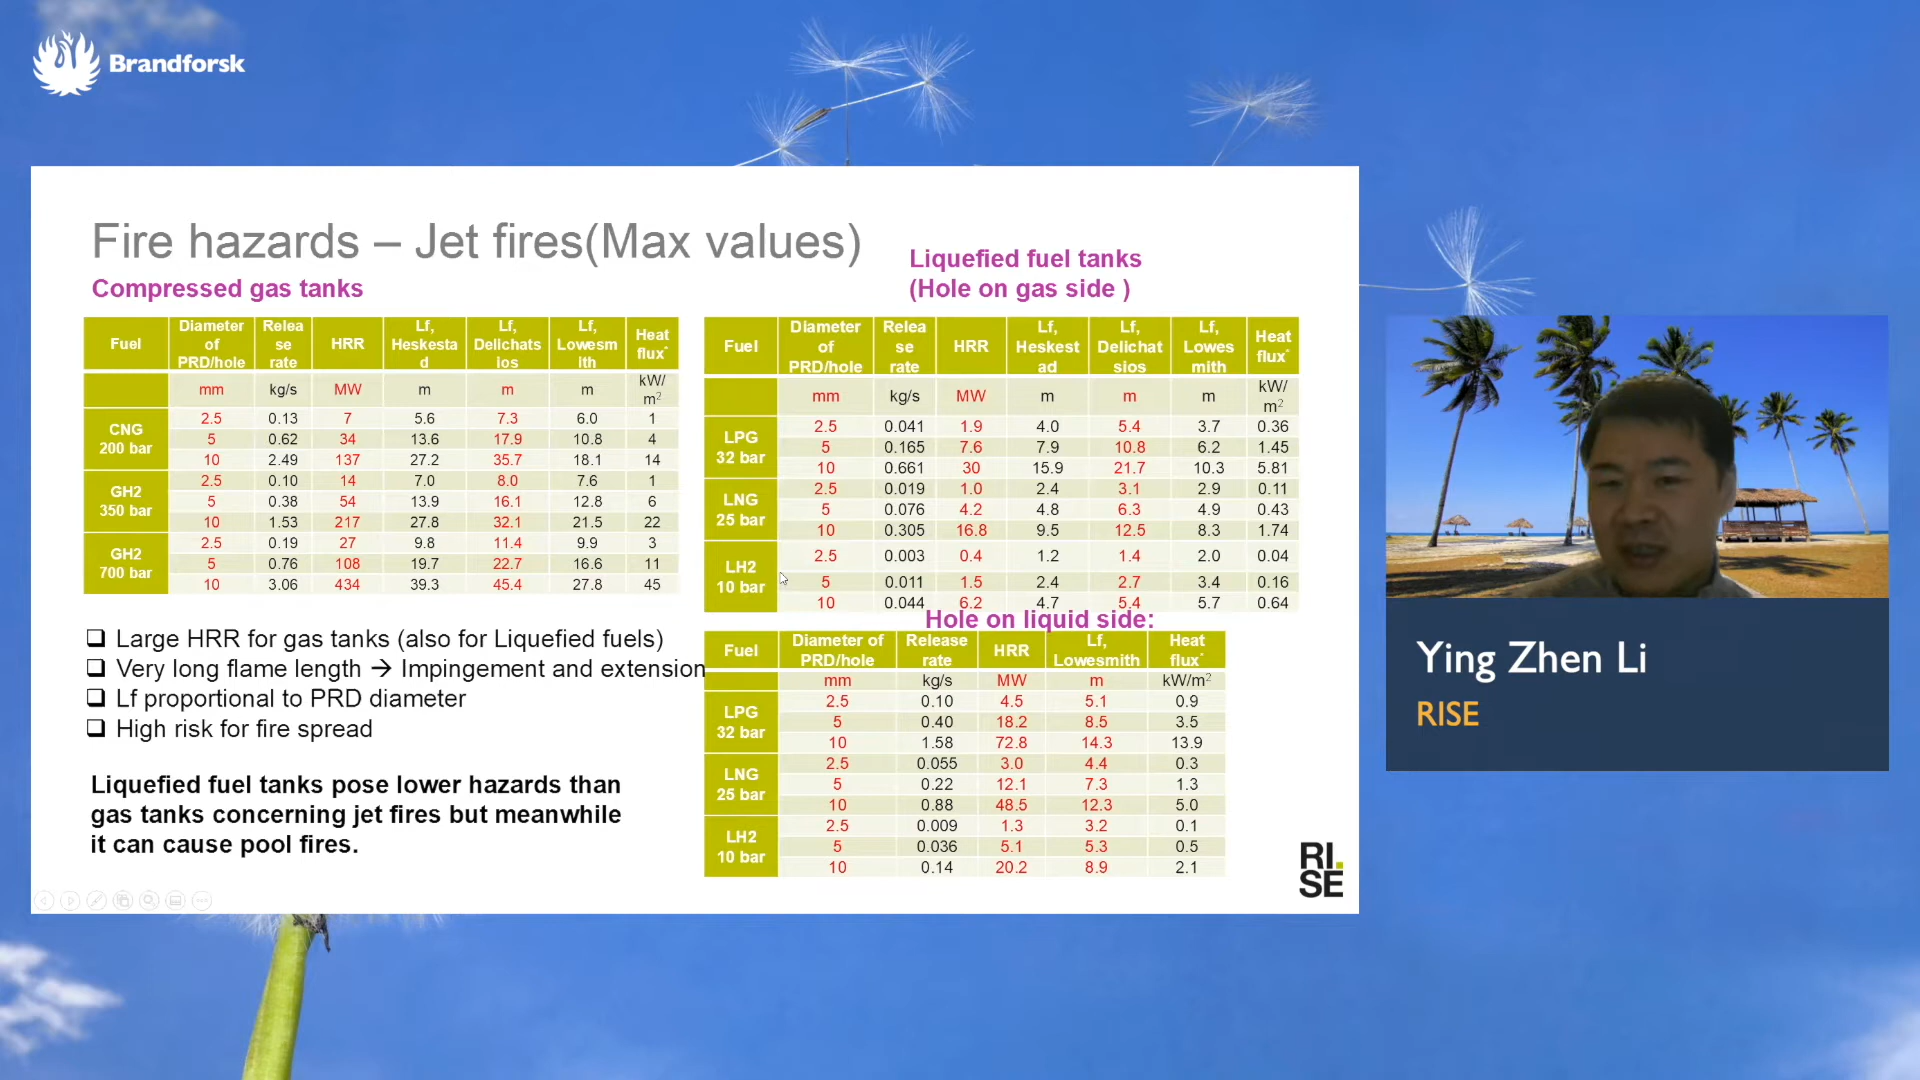 Brandforsk
Fire hazards – Jet fires(Max values)
Compressed gas tanks
Fuel Diameter of PRD/hole Relea se rate HRR Lf, Heskesta d Lf, Delichats ios Lf, Lowesm ith Heat flux*
mm kg/s MW m m m kW/ m2
CNG 200 bar
2.5 0.13 7 5.6 7.3 6.0 1
5 0.62 34 13.6 17.9 10.8 4
10 2.49 137 27.2 35.7 18.1 14
GH2 350 bar
2.5 0.10 14 7.0 8.0 7.6 1
5 0.38 54 13.9 16.1 12.8 6
10 1.53 217 27.8 32.1 21.5 22
GH2 700 bar
2.5 0.19 27 9.8 11.4 9.9 3
5 0.76 108 19.7 22.7 16.6 11
10 3.06 434 39.3 45.4 27.8 45
❑ Large HRR for gas tanks (also for Liquefied fuels)
❑ Very long flame length → Impingement and extension
❑ Lf proportional to PRD diameter
❑ High risk for fire spread
Liquefied fuel tanks pose lower hazards than
gas tanks concerning jet fires but meanwhile
it can cause pool fires.
Liquefied fuel tanks
(Hole on gas side )
Fuel Diameter of PRD/hole Relea se rate HRR Lf, Heskest ad Lf, Delichat sios Lf, Lowes mith Heat flux*
mm kg/s MW m m m kW/ m2
LPG 32 bar
2.5 0.041 1.9 4.0 5.4 3.7 0.36
5 0.165 7.6 7.9 10.8 6.2 1.45
10 0.661 30 15.9 21.7 10.3 5.81
LNG 25 bar
2.5 0.019 1.0 2.4 3.1 2.9 0.11
5 0.076 4.2 4.8 6.3 4.9 0.43
10 0.305 16.8 9.5 12.5 8.3 1.74
LH2 10 bar
2.5 0.003 0.4 1.2 1.4 2.0 0.04
5 0.011 1.5 2.4 2.7 3.4 0.16
10 0.044 6.2 4.7 5.4 5.7 0.64
Hole on liquid side:
Fuel Diameter of PRD/hole Release rate HRR Lf, Lowesmith Heat flux*
mm kg/s MW m kW/m2
LPG 32 bar
2.5 0.10 4.5 5.1 0.9
5 0.40 18.2 8.5 3.5
10 1.58 72.8 14.3 13.9
LNG 25 bar
2.5 0.055 3.0 4.4 0.3
5 0.22 12.1 7.3 1.3
10 0.88 48.5 12.3 5.0
LH2 10 bar
2.5 0.009 1.3 3.2 0.1
5 0.036 5.1 5.3 0.5
10 0.14 20.2 8.9 2.1
RI.
SE
Ying Zhen Li
RISE